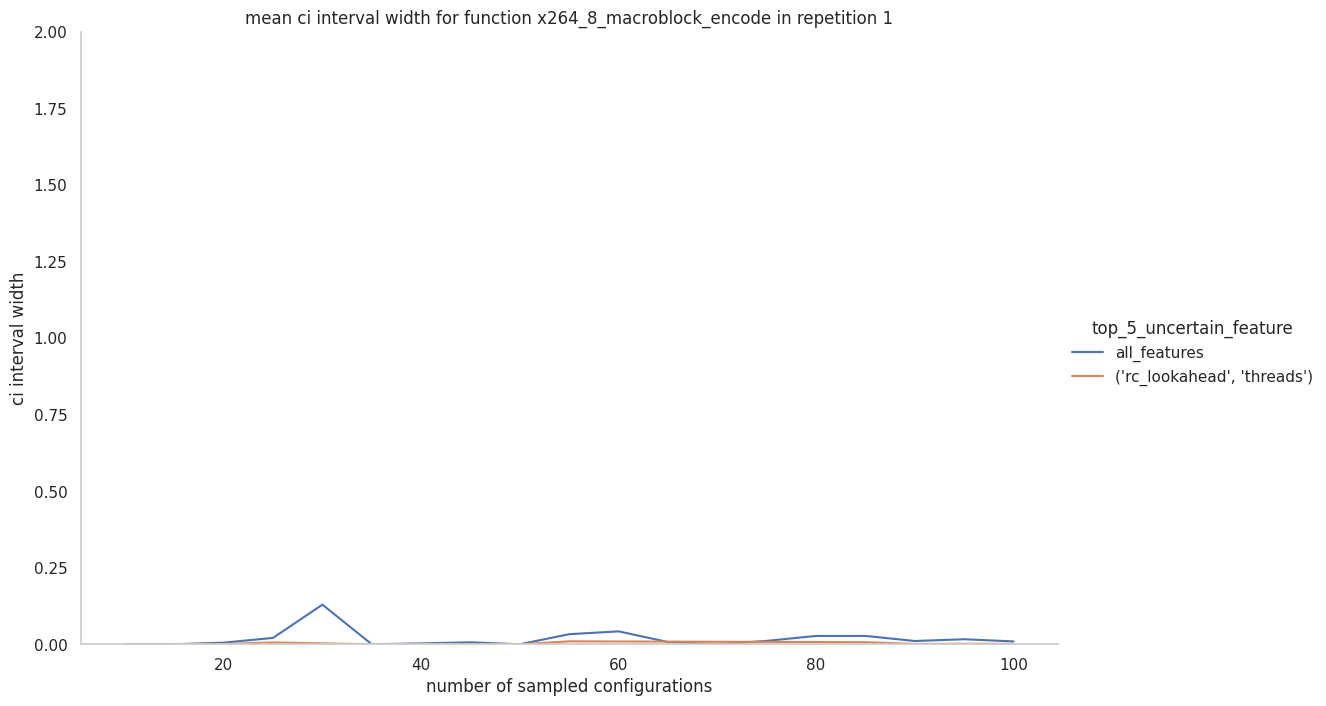 mean ci interval width for function x264_8_macroblock_encode in repetition 1
2.00
1.75
1.50
1.25
1.00
0.75
0.50
0.25
0.00
ci interval width
20
40
60
80
100
number of sampled configurations
top_5_uncertain_feature
all_features
('rc_lookahead', 'threads')